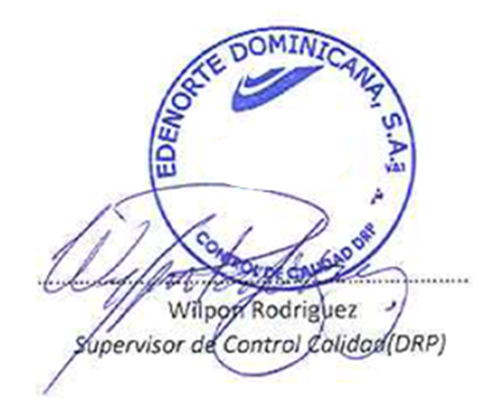 EDENORTE DOMINICANA, S.A.
CONTROL DE CALIDAD DRP
Wilpon Rodriguez
Supervisor de Control Calidad(DRP)